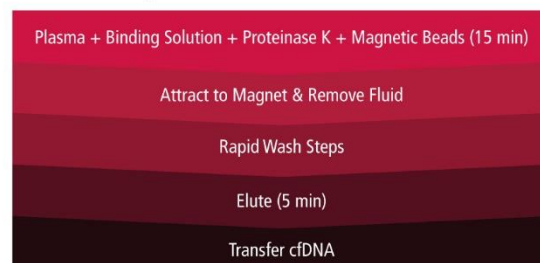 Plasma + Binding Solution + Proteinase K + Magnetic Beads (15 min)
Attract to Magnet & Remove Fluid
Rapid Wash Steps
Elute (5 min)
Transfer cfDNA